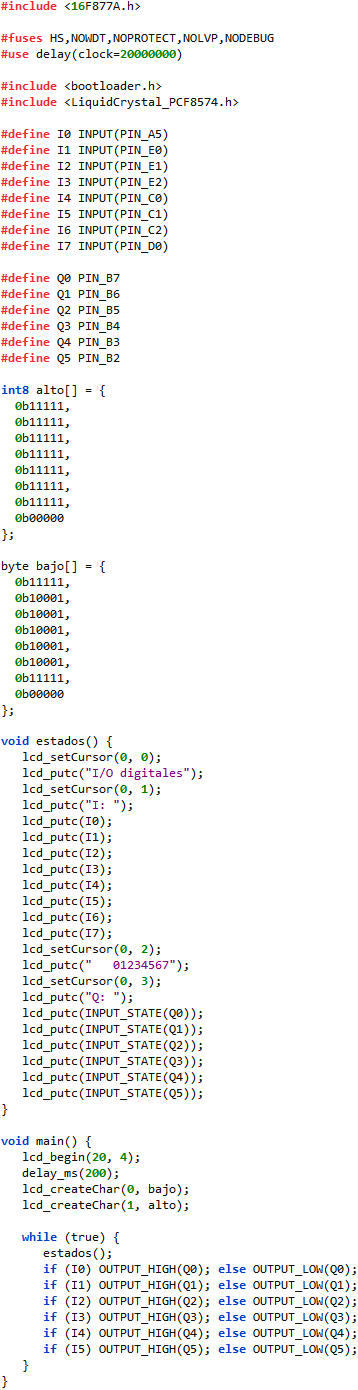 #include <16F877A.h>
#fuses HS,NOWDT,NOPROTECT,NOLVP,NODEBUG
#use delay(clock=20000000)
#include <bootloader.h>
#include <LiquidCrystal_PCF8574.h>
#define I0 INPUT(PIN_A5)
#define I1 INPUT(PIN_E0)
#define I2 INPUT(PIN_E1)
#define I3 INPUT(PIN_E2)
#define I4 INPUT(PIN_C0)
#define I5 INPUT(PIN_C1)
#define I6 INPUT(PIN_C2)
#define I7 INPUT(PIN_D0)
#define Q0 PIN_B7
#define Q1 PIN_B6
#define Q2 PIN_B5
#define Q3 PIN_B4
#define Q4 PIN_B3
#define Q5 PIN_B2
int8 alto[] = {
  0b11111,
  0b11111,
  0b11111,
  0b11111,
  0b11111,
  0b11111,
  0b11111,
  0b00000
};
byte bajo[] = {
  0b11111,
  0b10001,
  0b10001,
  0b10001,
  0b10001,
  0b10001,
  0b11111,
  0b00000
};
void estados() {
   lcd_setCursor(0, 0);
   lcd_putc("I/O digitales");
   lcd_setCursor(0, 1);
   lcd_putc("I: ");
   lcd_putc(I0);
   lcd_putc(I1);
   lcd_putc(I2);
   lcd_putc(I3);
   lcd_putc(I4);
   lcd_putc(I5);
   lcd_putc(I6);
   lcd_putc(I7);
   lcd_setCursor(0, 2);
   lcd_putc("   01234567");
   lcd_setCursor(0, 3);
   lcd_putc("Q: ");
   lcd_putc(INPUT_STATE(Q0));
   lcd_putc(INPUT_STATE(Q1));
   lcd_putc(INPUT_STATE(Q2));
   lcd_putc(INPUT_STATE(Q3));
   lcd_putc(INPUT_STATE(Q4));
   lcd_putc(INPUT_STATE(Q5));
}
void main() {
   lcd_begin(20, 4);
   delay_ms(200);
   lcd_createChar(0, bajo);
   lcd_createChar(1, alto);
   while (true) {
      estados();
      if (I0) OUTPUT_HIGH(Q0); else OUTPUT_LOW(Q0);
      if (I1) OUTPUT_HIGH(Q1); else OUTPUT_LOW(Q1);
      if (I2) OUTPUT_HIGH(Q2); else OUTPUT_LOW(Q2);
      if (I3) OUTPUT_HIGH(Q3); else OUTPUT_LOW(Q3);
      if (I4) OUTPUT_HIGH(Q4); else OUTPUT_LOW(Q4);
      if (I5) OUTPUT_HIGH(Q5); else OUTPUT_LOW(Q5);
   }
}